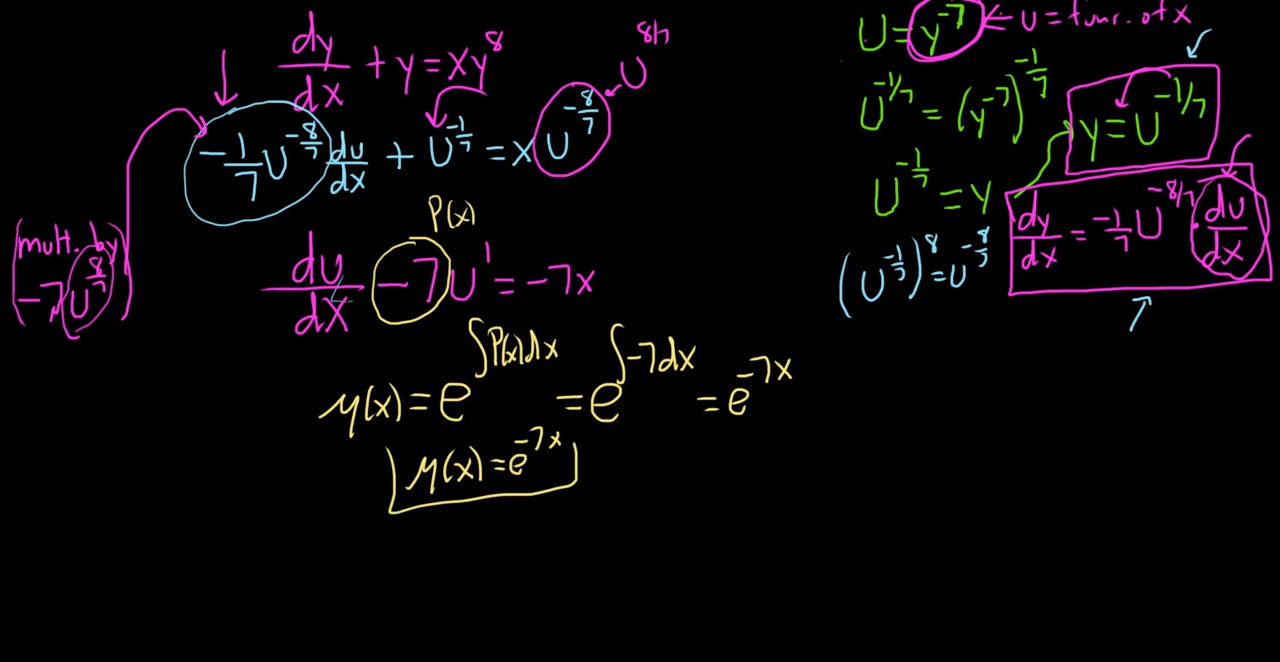 dy/dx + y = xy^8
U^{8/7}
-1/7 U^{-8/7} du/dx + U^{-1/7} = x U^{-8/7}
P(x)
(mult. by
-7 U^{8/7})
du/dx - 7U^1 = -7x
μ(x) = e^{∫P(x)dx} = e^{∫-7dx} = e^{-7x}
μ(x) = e^{-7x}
U = y^{-7} ← U = func. of x
U^{-1/7} = (y^{-7})^{-1/7}
y = U^{-1/7}
U^{-1/7} = y
dy/dx = -1/7 U^{-8/7} · du/dx
(U^{-1/7})^8 = U^{-8/7}